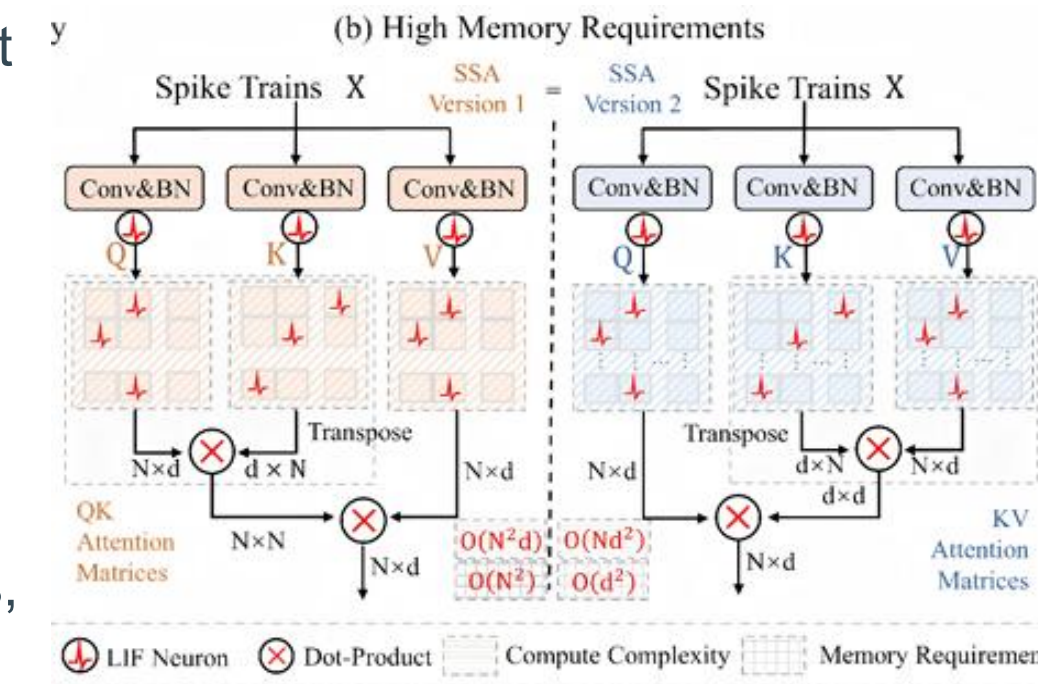 t
y
(b) High Memory Requirements
Spike Trains X
SSA
Version 1
=
SSA
Version 2
Spike Trains X
Conv&BN Conv&BN Conv&BN Conv&BN Conv&BN Conv&BN
Q K V Q K V
Transpose
Transpose
N×d d × N
N×d
N×d
d×N N×d
d×d
QK
Attention
Matrices
N×N
N×d
O(N²d) O(Nd²)
O(N²) O(d²)
N×d
KV
Attention
Matrices
,
LIF Neuron Dot-Product Compute Complexity Memory Requiremen